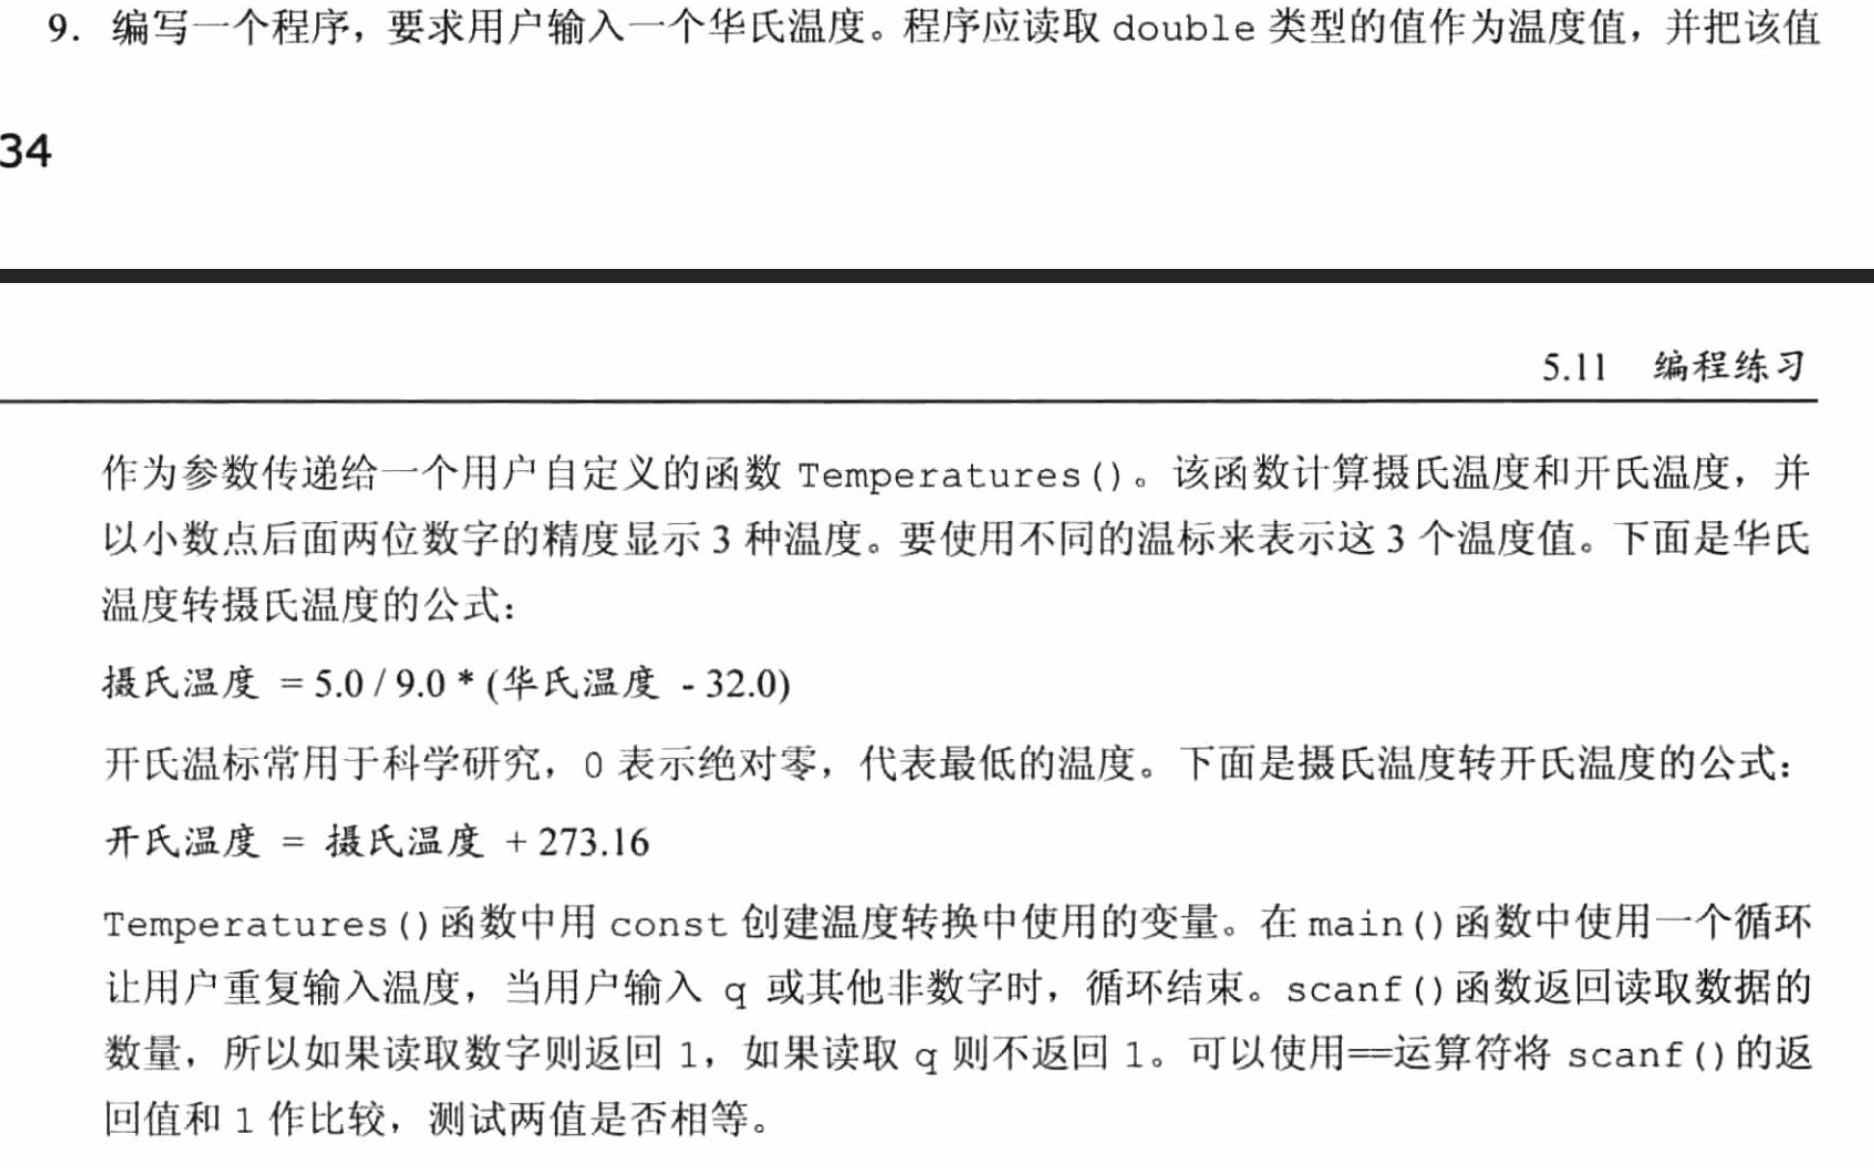 9. 编写一个程序，要求用户输入一个华氏温度。程序应读取 double 类型的值作为温度值，并把该值
34
5.11 编程练习
作为参数传递给一个用户自定义的函数 Temperatures()。该函数计算摄氏温度和开氏温度，并
以小数点后面两位数字的精度显示 3 种温度。要使用不同的温标来表示这 3 个温度值。下面是华氏
温度转摄氏温度的公式：
摄氏温度 = 5.0 / 9.0 * (华氏温度 - 32.0)
开氏温标常用于科学研究，0 表示绝对零，代表最低的温度。下面是摄氏温度转开氏温度的公式：
开氏温度 = 摄氏温度 + 273.16
Temperatures()函数中用 const 创建温度转换中使用的变量。在 main()函数中使用一个循环
让用户重复输入温度，当用户输入 q 或其他非数字时，循环结束。scanf()函数返回读取数据的
数量，所以如果读取数字则返回 1，如果读取 q 则不返回 1。可以使用==运算符将 scanf()的返
回值和 1 作比较，测试两值是否相等。